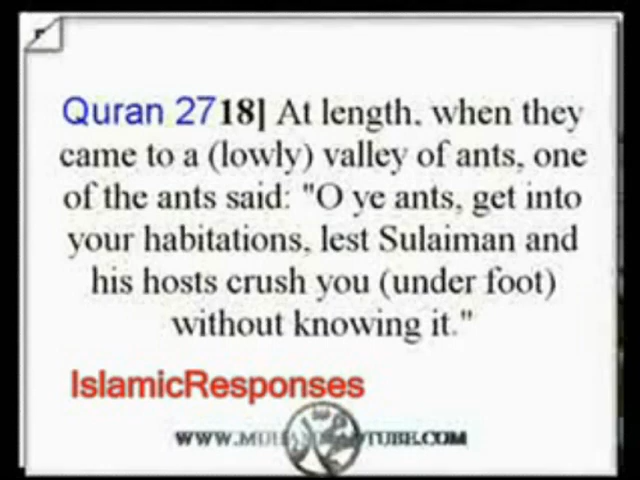 Quran 2718] At length, when they
came to a (lowly) valley of ants, one
of the ants said: "O ye ants, get into
your habitations, lest Sulaiman and
his hosts crush you (under foot)
without knowing it."
IslamicResponses